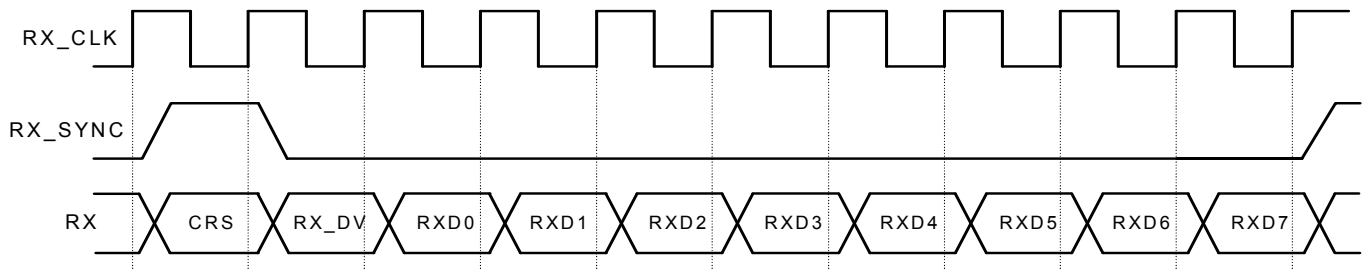 RX_CLK
RX_SYNC
RX CRS RX_DV RXD0 RXD1 RXD2 RXD3 RXD4 RXD5 RXD6 RXD7